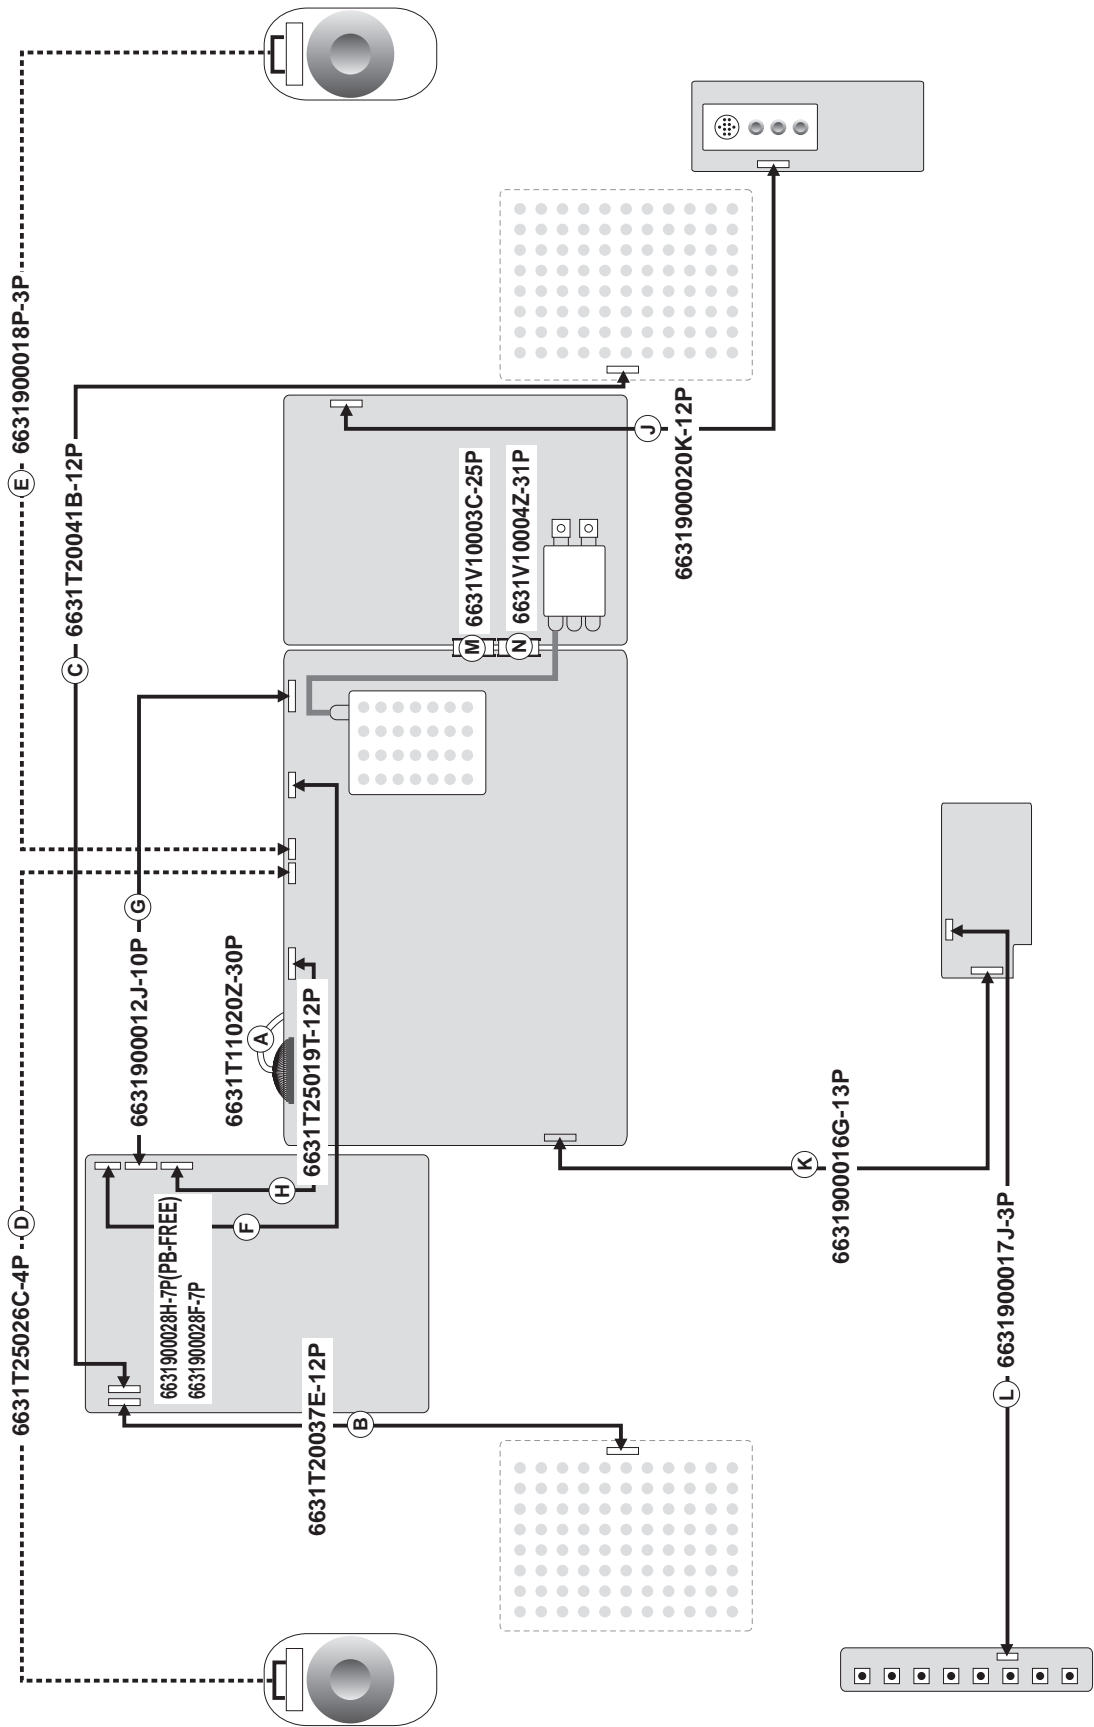 E
6631900018P-3P
C
6631T20041B-12P
D
6631T25026C-4P
G
6631900012J-10P
A
6631T11020Z-30P
H
6631T25019T-12P
F
6631900028H-7P(PB-FREE)
6631900028F-7P
B
6631T20037E-12P
M
6631V10003C-25P
N
6631V10004Z-31P
J
6631900020K-12P
K
6631900016G-13P
L
6631900017J-3P